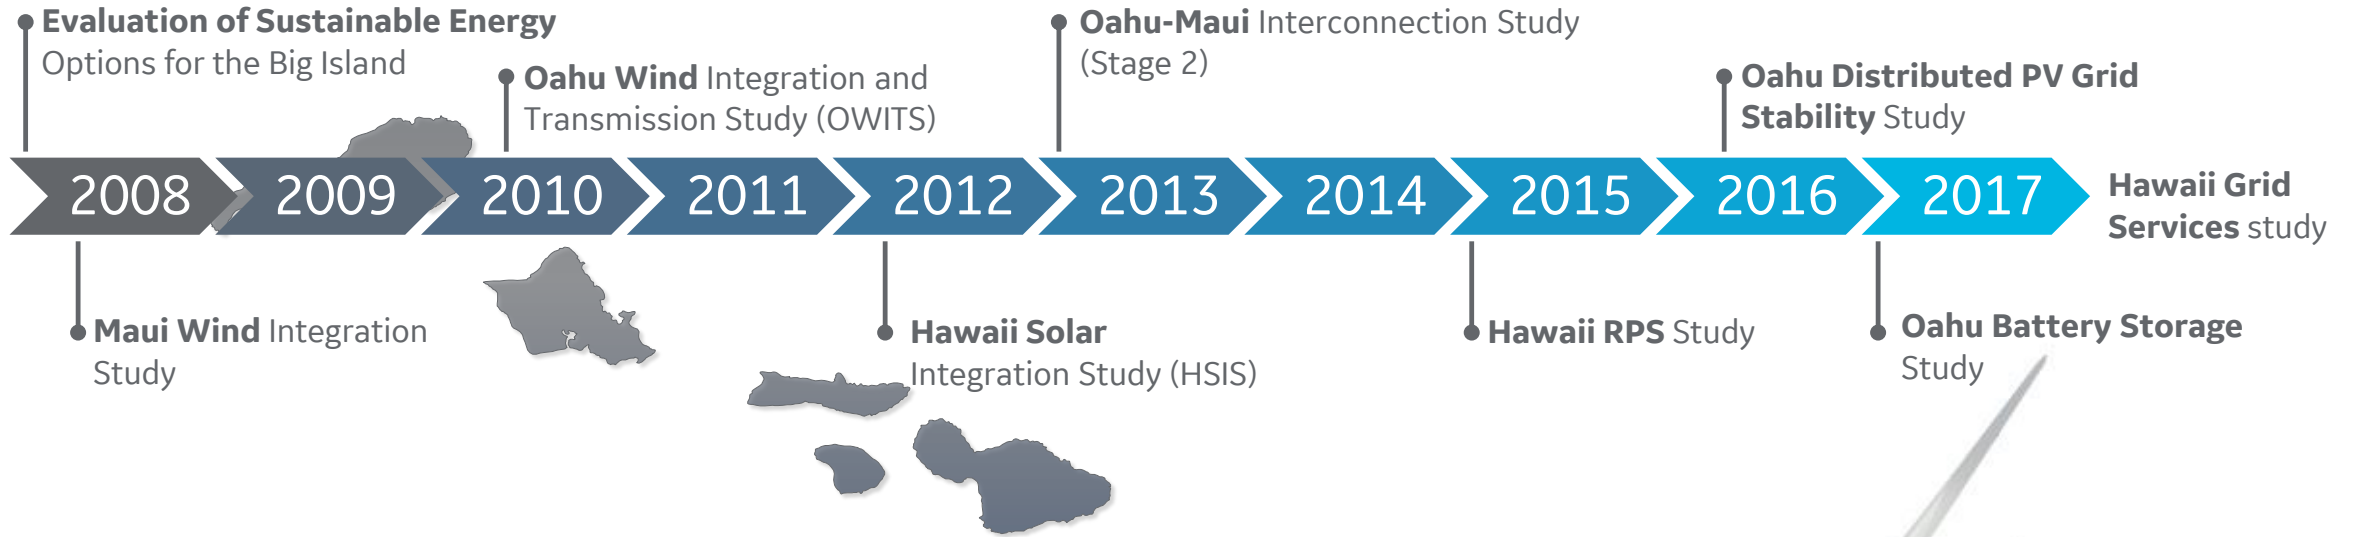 Evaluation of Sustainable Energy
Options for the Big Island
Oahu Wind Integration and
Transmission Study (OWITS)
Oahu-Maui Interconnection Study
(Stage 2)
Oahu Distributed PV Grid
Stability Study
2008
2009
2010
2011
2012
2013
2014
2015
2016
2017
Hawaii Grid
Services study
Maui Wind Integration
Study
Hawaii Solar
Integration Study (HSIS)
Hawaii RPS Study
Oahu Battery Storage
Study